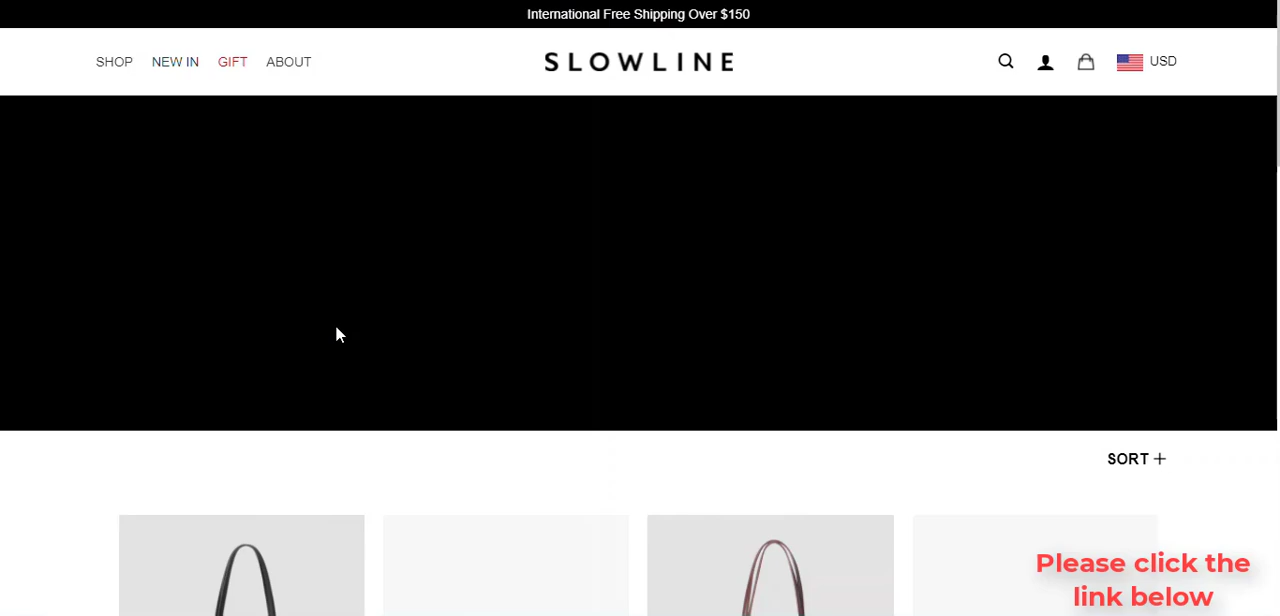 International Free Shipping Over $150
SHOP NEW IN GIFT ABOUT SLOWLINE USD
SORT +
Please click the
link below